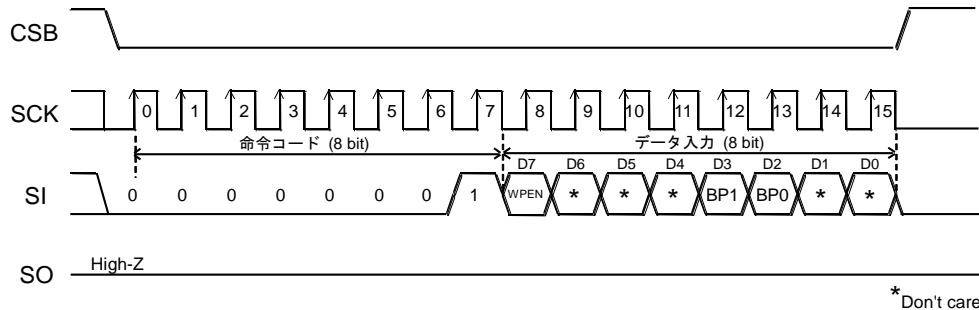 CSB
SCK 0 1 2 3 4 5 6 7 8 9 10 11 12 13 14 15
命令コード (8 bit) データ入力 (8 bit)
D7 D6 D5 D4 D3 D2 D1 D0
SI 0 0 0 0 0 0 0 1 WPEN * * * BP1 BP0 * *
High-Z
SO
*Don't care